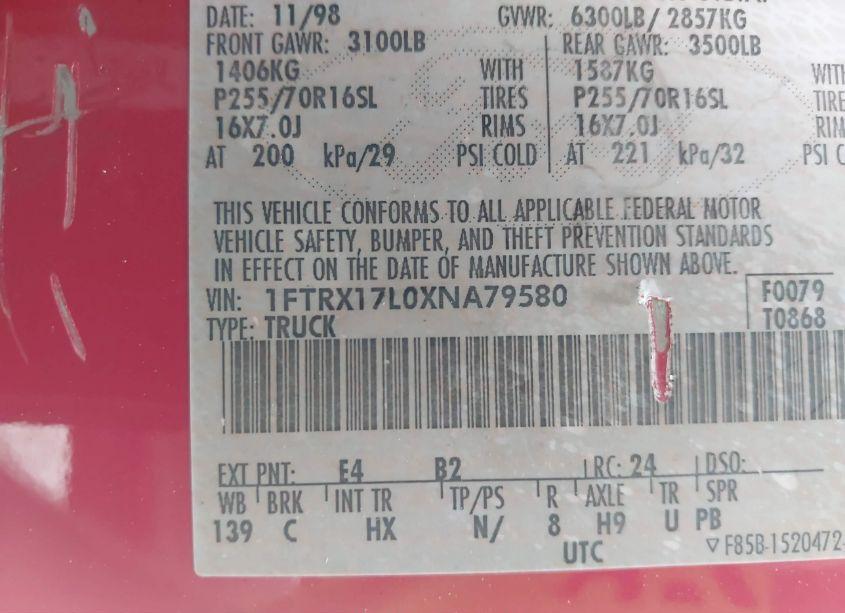 DATE: 11/98 GVWR: 6300LB/ 2857KG
FRONT GAWR: 3100LB REAR GAWR: 3500LB
1406KG WITH 1587KG WITH
P255/70R16SL TIRES P255/70R16SL TIRE
16X7.0J RIMS 16X7.0J RIM
AT 200 kPa/29 PSI COLD AT 221 kPa/32 PSI C
THIS VEHICLE CONFORMS TO ALL APPLICABLE FEDERAL MOTOR
VEHICLE SAFETY, BUMPER, AND THEFT PREVENTION STANDARDS
IN EFFECT ON THE DATE OF MANUFACTURE SHOWN ABOVE.
VIN: 1FTRX17L0XNA79580 F0079
TYPE: TRUCK T0868
EXT PNT: E4 B2 RC: 24 DSO:
WB BRK INT TR TP/PS R AXLE TR SPR
139 C HX N/ 8 H9 U PB
UTC ▽F85B-1520472-